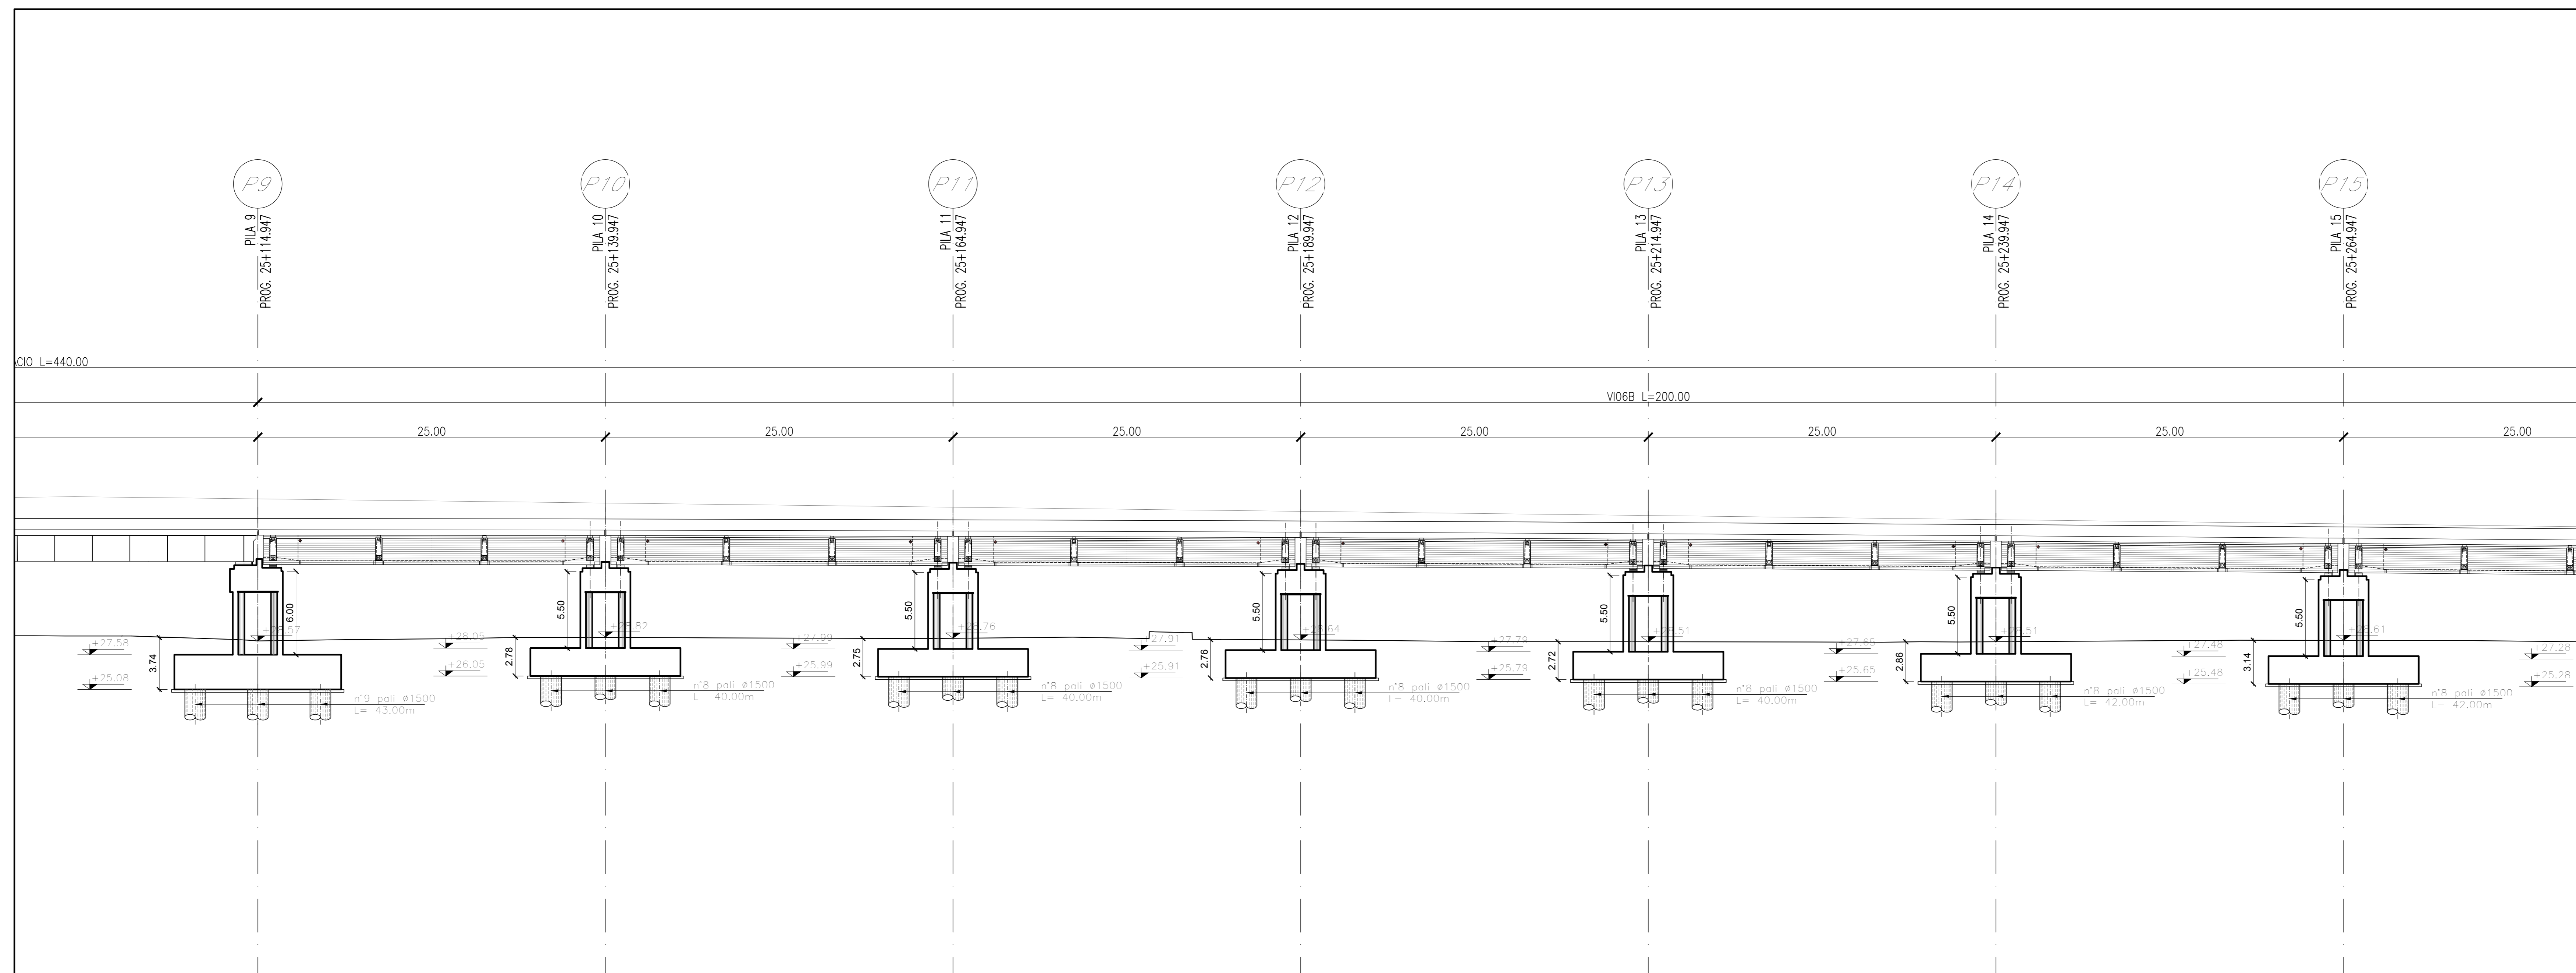 P9
P10
P11
P12
P13
P14
P15
PILA 9
PROG. 25+114.947
PILA 10
PROG. 25+139.947
PILA 11
PROG. 25+164.947
PILA 12
PROG. 25+189.947
PILA 13
PROG. 25+214.947
PILA 14
PROG. 25+239.947
PILA 15
PROG. 25+264.947
ACIO L=440.00
VI06B L=200.00
25.00
25.00
25.00
25.00
25.00
25.00
25.00
6.00
5.50
5.50
5.50
5.50
5.50
5.50
+27.58
+25.08
3.74
+28.05
+26.05
2.78
+27.99
+25.99
2.75
+28.76
+27.91
+25.91
2.76
+27.79
+25.79
2.72
+27.65
+25.65
2.86
+27.48
+25.48
3.14
+27.28
+25.28
n°9 pali ø1500
L= 43.00m
n°8 pali ø1500
L= 40.00m
n°8 pali ø1500
L= 40.00m
n°8 pali ø1500
L= 40.00m
n°8 pali ø1500
L= 40.00m
n°8 pali ø1500
L= 42.00m
n°8 pali ø1500
L= 42.00m